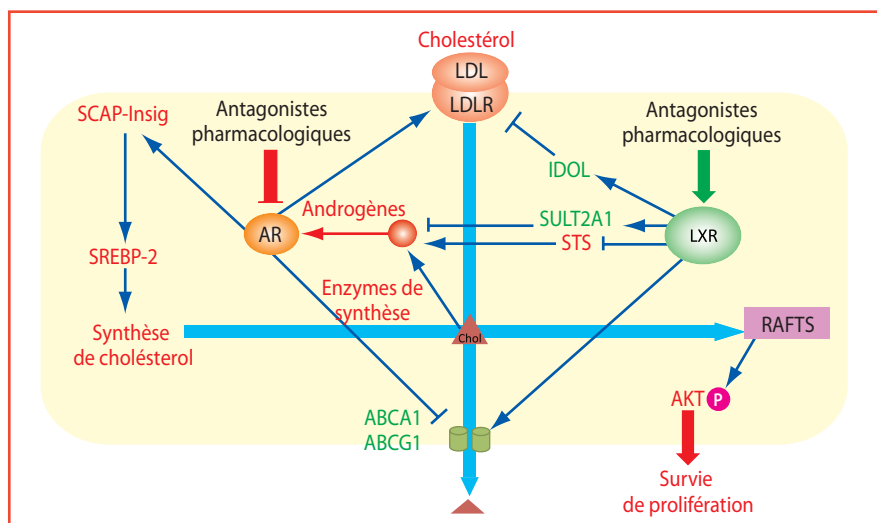 Cholestérol
LDL
LDLR
SCAP-Insig
Antagonistes
pharmacologiques
Antagonistes
pharmacologiques
IDOL
Androgènes
SULT2A1
STS
AR
LXR
SREBP-2
Enzymes de
synthèse
Synthèse
de choléstérol
Chol
RAFTS
AKT P
ABCA1
ABCG1
Survie
de prolifération